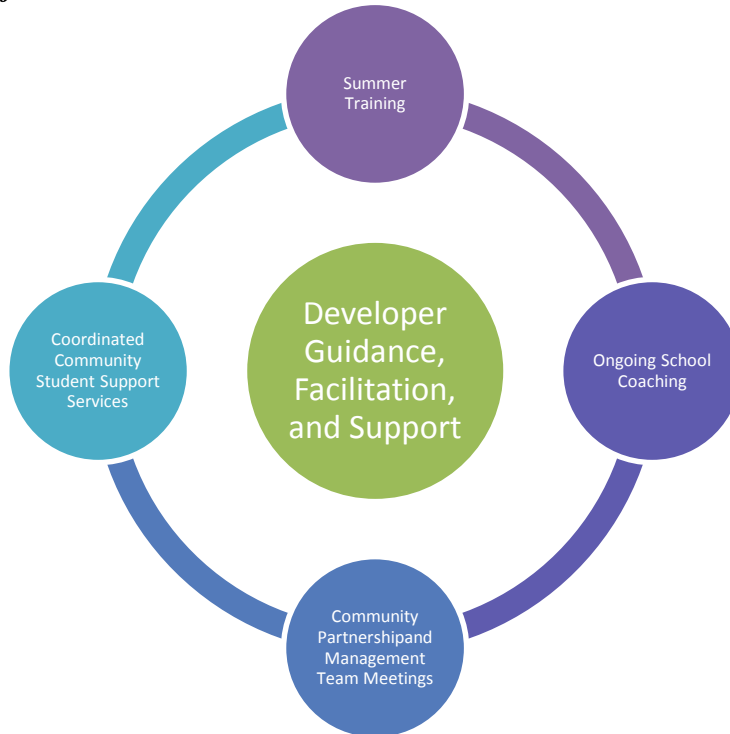 Summer
Training
Developer
Guidance,
Facilitation,
and Support
Coordinated
Community
Student Support
Services
Ongoing School
Coaching
Community
Partnershipand
Management
Team Meetings